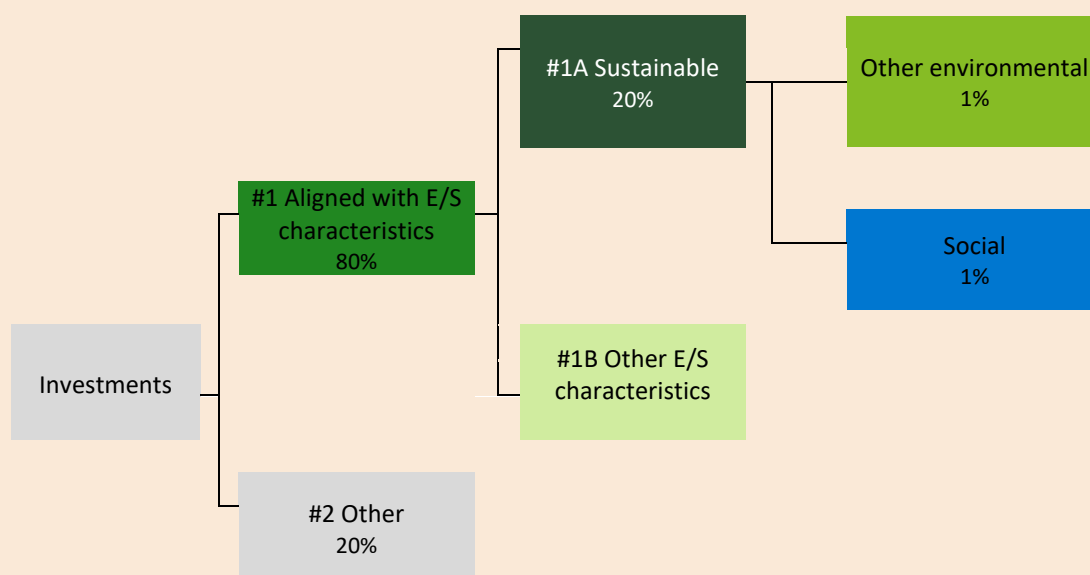 #1A Sustainable
20%
Other environmental
1%
#1 Aligned with E/S
characteristics
80%
Social
1%
Investments
#1B Other E/S
characteristics
#2 Other
20%